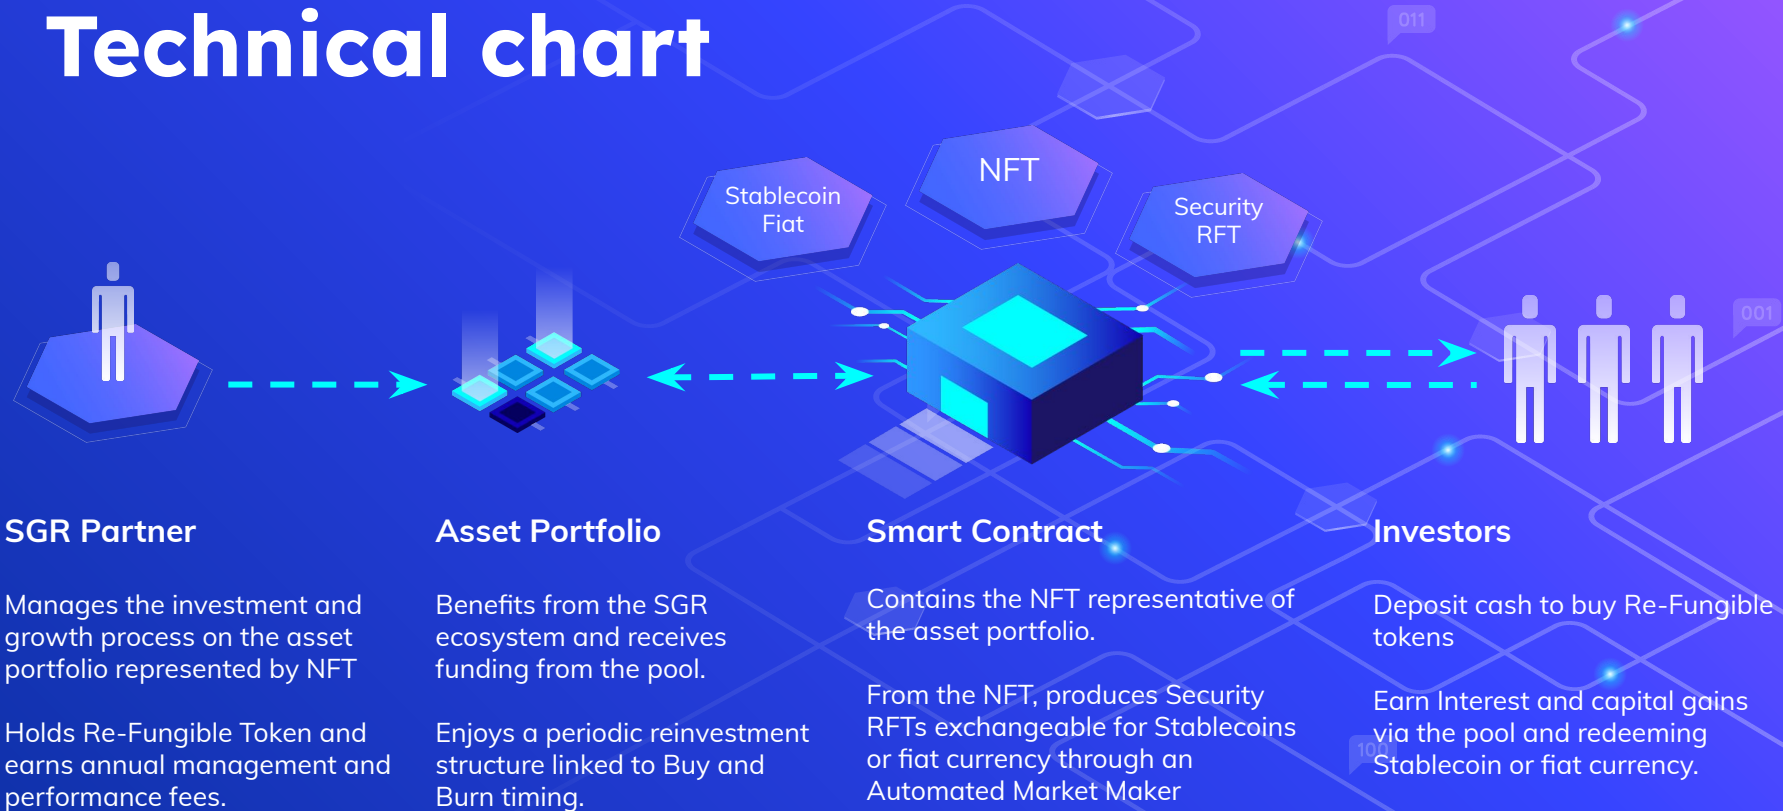 Technical chart
011
Stablecoin
Fiat
NFT
Security
RFT
001
SGR Partner
Manages the investment and
growth process on the asset
portfolio represented by NFT
Holds Re-Fungible Token and
earns annual management and
performance fees.
Asset Portfolio
Benefits from the SGR
ecosystem and receives
funding from the pool.
Enjoys a periodic reinvestment
structure linked to Buy and
Burn timing.
Smart Contract
Contains the NFT representative of
the asset portfolio.
From the NFT, produces Security
RFTs exchangeable for Stablecoins
or fiat currency through an
Automated Market Maker
Investors
Deposit cash to buy Re-Fungible
tokens
Earn Interest and capital gains
via the pool and redeeming
Stablecoin or fiat currency.
100